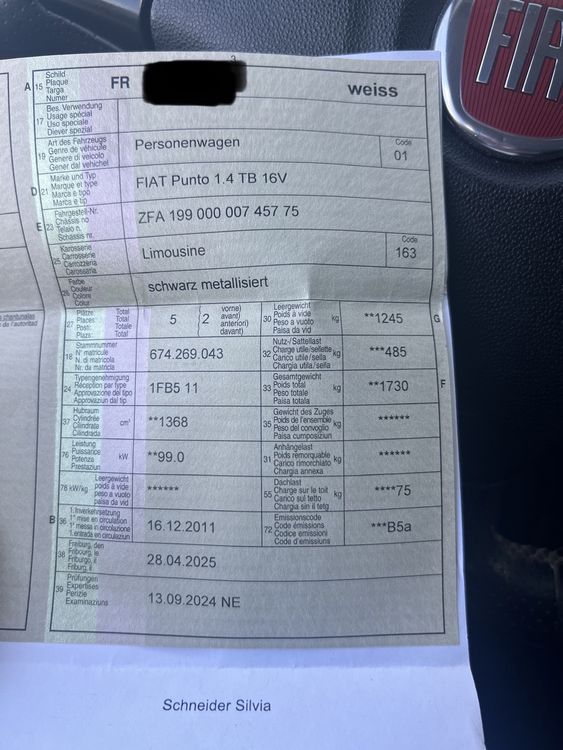 FIA
3
A 15 Schild
Plaque
Targa
Numer
FR
weiss
17 Bes. Verwendung
Usage spécial
Uso speciale
Diever spezial
19 Art des Fahrzeugs
Genre de véhicule
Genere di veicolo
Gener dal vehichel
Personenwagen
Code
01
D 21 Marke und Typ
Marque et type
Marca e tipo
Marca e tip
FIAT Punto 1.4 TB 16V
E 23 Fahrgestell-Nr.
Châssis no
Telaio n.
Schassis nr.
ZFA 199 000 007 457 75
25 Karosserie
Carrosserie
Carrozzeria
Carossaria
Limousine
Code
163
26 Farbe
Couleur
Colore
Colur
schwarz metallisiert
27 Plätze: Total
Places: Total
Posti: Totale
Plazs: Total
5
2
vorne)
avant)
anteriori)
davant)
30 Leergewicht
Poids à vide
Peso a vuoto
Paisa da vid
kg
**1245
G
18 Stammnummer
N° matricule
N. di matricola
Nr. da matricla
674.269.043
32 Nutz-/Sattellast
Charge utile/sellette
Carico utile/sella
Chargia utila/sella
kg
***485
24 Typengenehmigung
Réception par type
Approvazione del tipo
Approvaziun dal tip
1FB5 11
33 Gesamtgewicht
Poids total
Peso totale
Paisa totala
kg
**1730
F
37 Hubraum
Cylindrée
Cilindrata
Cilindrada
cm³
**1368
35 Gewicht des Zuges
Poids de l'ensemble
Peso del convoglio
Paisa cumposiziun
kg
******
76 Leistung
Puissance
Potenza
Prestaziun
kW
**99.0
31 Anhängelast
Poids remorquable
Carico rimorchiato
Chargia annexa
kg
******
78 kW/kg
Leergewicht
poids à vide
peso a vuoto
paisa da vid
******
55 Dachlast
Charge sur le toit
Carico sul tetto
Chargia sin il tetg
kg
****75
B 36 1. Inverkehrsetzung
1re mise en circulation
1a messa in circolazione
1. entrada en circulaziun
16.12.2011
72 Emissionscode
Code émissions
Codice emissioni
Code d'emissiuns
***B5a
38 Freiburg, den
Fribourg, le
Friburgo, il
Friburg, il
28.04.2025
39 Prüfungen
Expertises
Perizie
Examinaziuns
13.09.2024 NE
Schneider Silvia